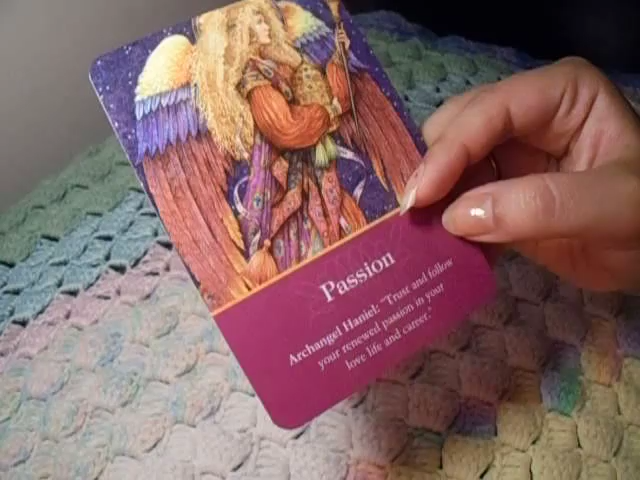 Passion
Archangel Haniel: "Trust and follow
your renewed passion in your
love life and career."